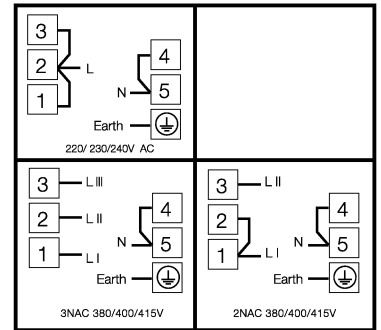 3
2 L
1
4
N 5
Earth
220/ 230/240V AC
3 L III
2 L II
1 L I
4
N 5
Earth
3NAC 380/400/415V
3 L II
2
1 L I
4
N 5
Earth
2NAC 380/400/415V